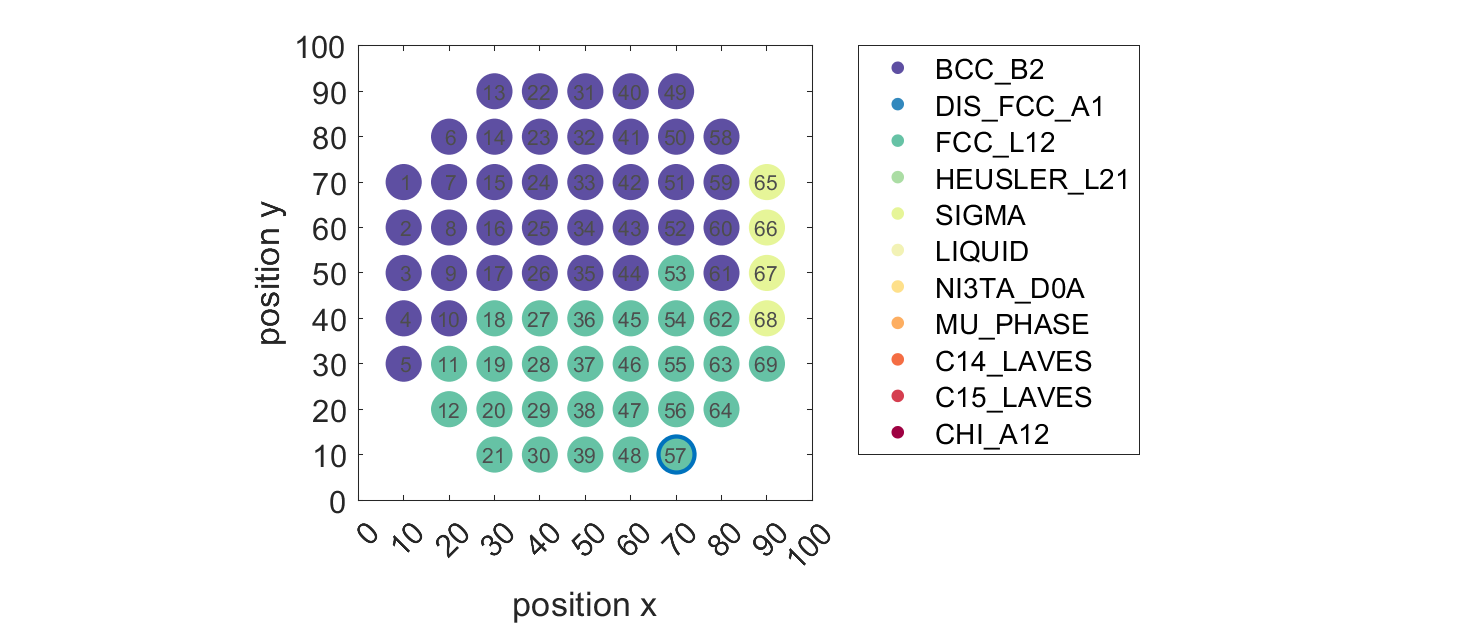 100
90
80
70
60
50
40
30
20
10
0
position y
13 22 31 40 49
6 14 23 32 41 50 58
1 7 15 24 33 42 51 59 65
2 8 16 25 34 43 52 60 66
3 9 17 26 35 44 53 61 67
4 10 18 27 36 45 54 62 68
5 11 19 28 37 46 55 63 69
12 20 29 38 47 56 64
21 30 39 48 57
0 10 20 30 40 50 60 70 80 90 100
position x
BCC_B2
DIS_FCC_A1
FCC_L12
HEUSLER_L21
SIGMA
LIQUID
NI3TA_D0A
MU_PHASE
C14_LAVES
C15_LAVES
CHI_A12